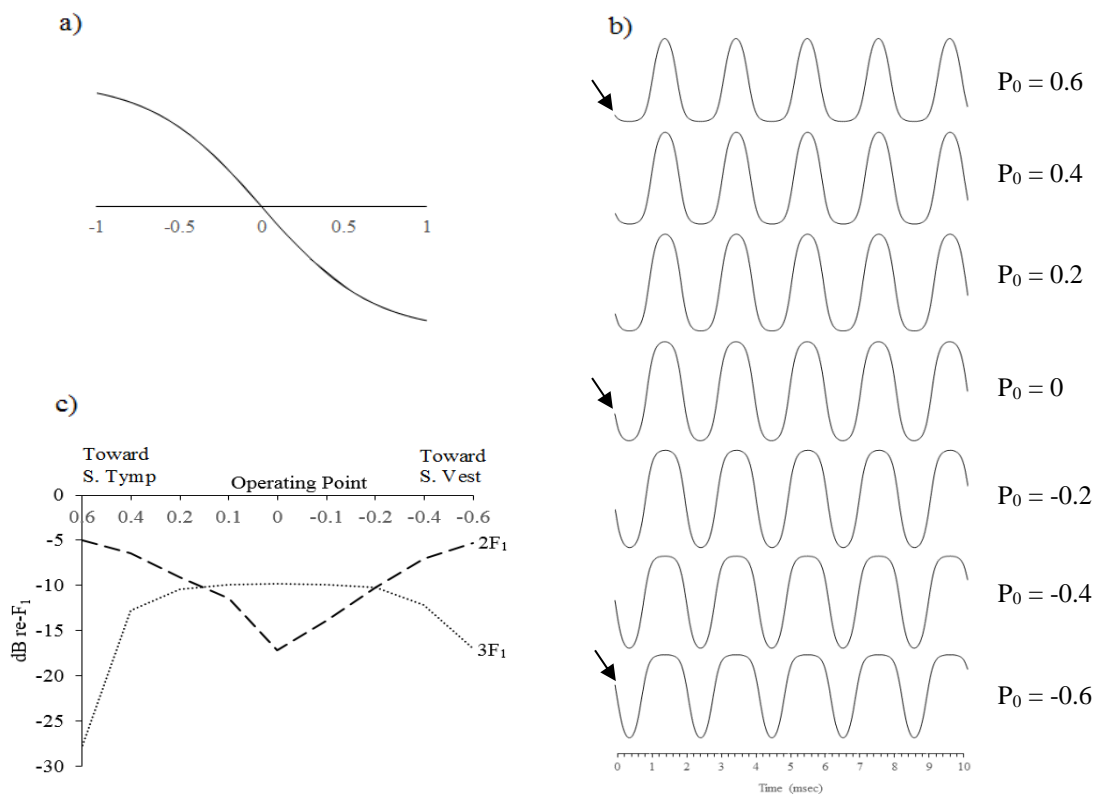 a)
-1 -0.5 0 0.5 1
b)
P₀ = 0.6
P₀ = 0.4
P₀ = 0.2
P₀ = 0
P₀ = -0.2
P₀ = -0.4
P₀ = -0.6
0 1 2 3 4 5 6 7 8 9 10
Time (msec)
c)
Toward
S. Tymp
Toward
S. Vest
Operating Point
0.6 0.4 0.2 0.1 0 -0.1 -0.2 -0.4 -0.6
0
-5
-10
-15
-20
-25
-30
dB re-F₁
2F₁
3F₁